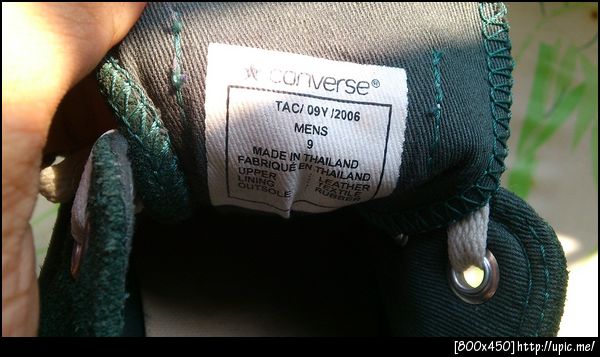 ★ converse®
TAC/ 09Y /2006
MENS
9
MADE IN THAILAND
FABRIQUÉ EN THAILAND
UPPER : LEATHER
LINING : TEXTILE
OUTSOLE : RUBBER
[800x450] http://upic.me/